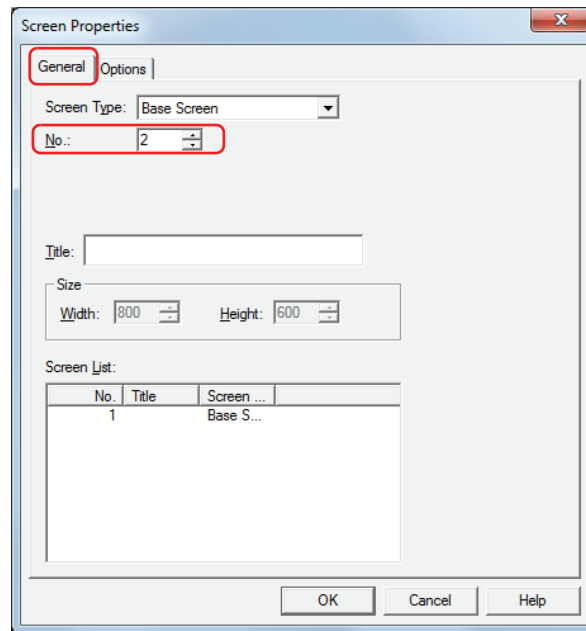 Screen Properties
General Options
Screen Type: Base Screen
No.: 2
Title:
Size
Width: 800 Height: 600
Screen List:
No. Title Screen ...
1 Base S...
OK Cancel Help